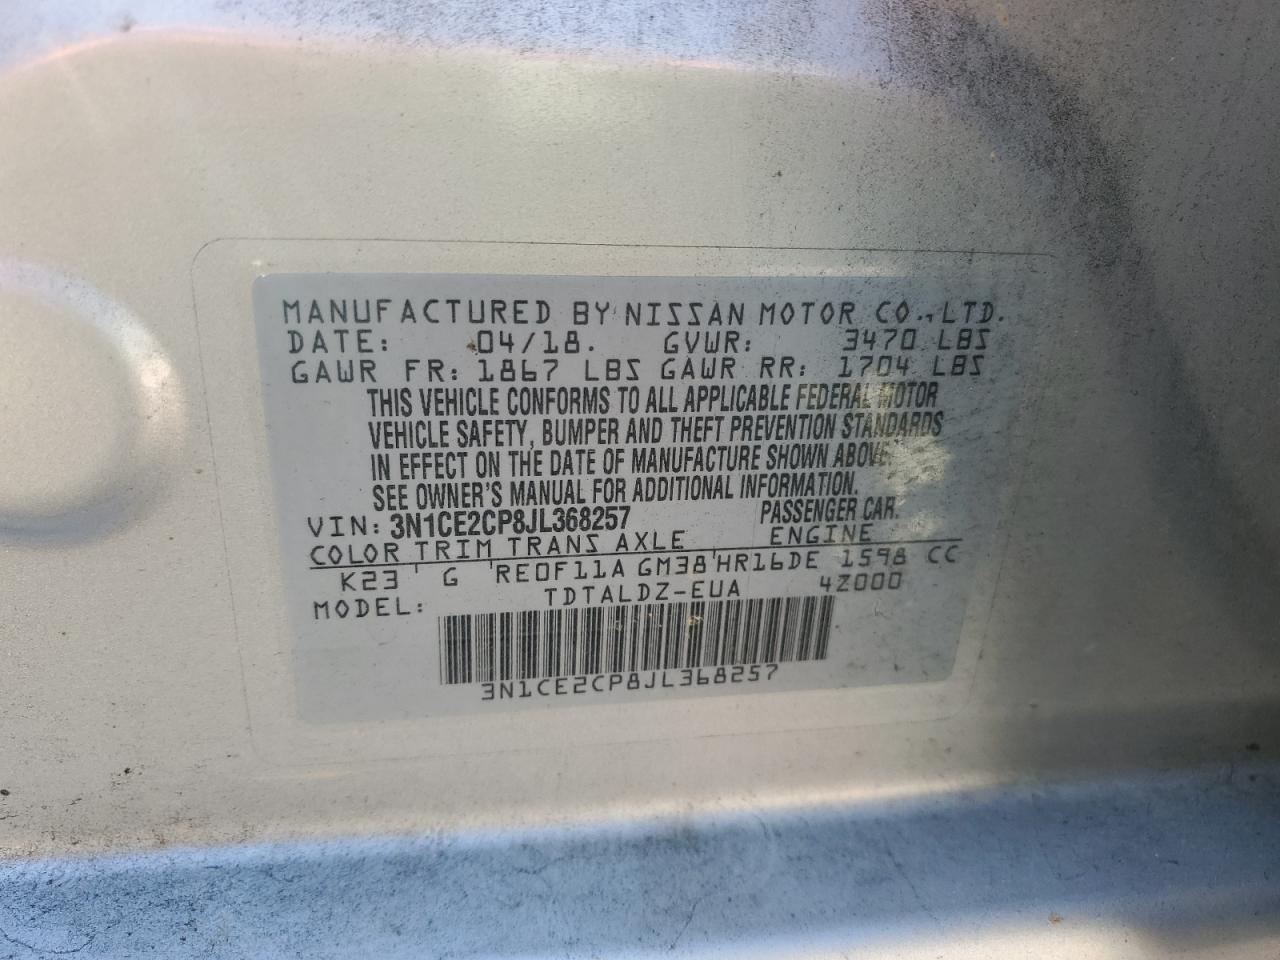 MANUFACTURED BY NISSAN MOTOR CO., LTD.
DATE: 04/18. GVWR: 3470 LBS
GAWR FR: 1867 LBS GAWR RR: 1704 LBS
THIS VEHICLE CONFORMS TO ALL APPLICABLE FEDERAL MOTOR
VEHICLE SAFETY, BUMPER AND THEFT PREVENTION STANDARDS
IN EFFECT ON THE DATE OF MANUFACTURE SHOWN ABOVE.
SEE OWNER'S MANUAL FOR ADDITIONAL INFORMATION.
VIN: 3N1CE2CP8JL368257 PASSENGER CAR.
COLOR TRIM TRANS AXLE ENGINE
K23 G RE0F11A GM38 HR16DE 1598 CC
MODEL: TDTALDZ-EUA 4Z000
3N1CE2CP8JL368257